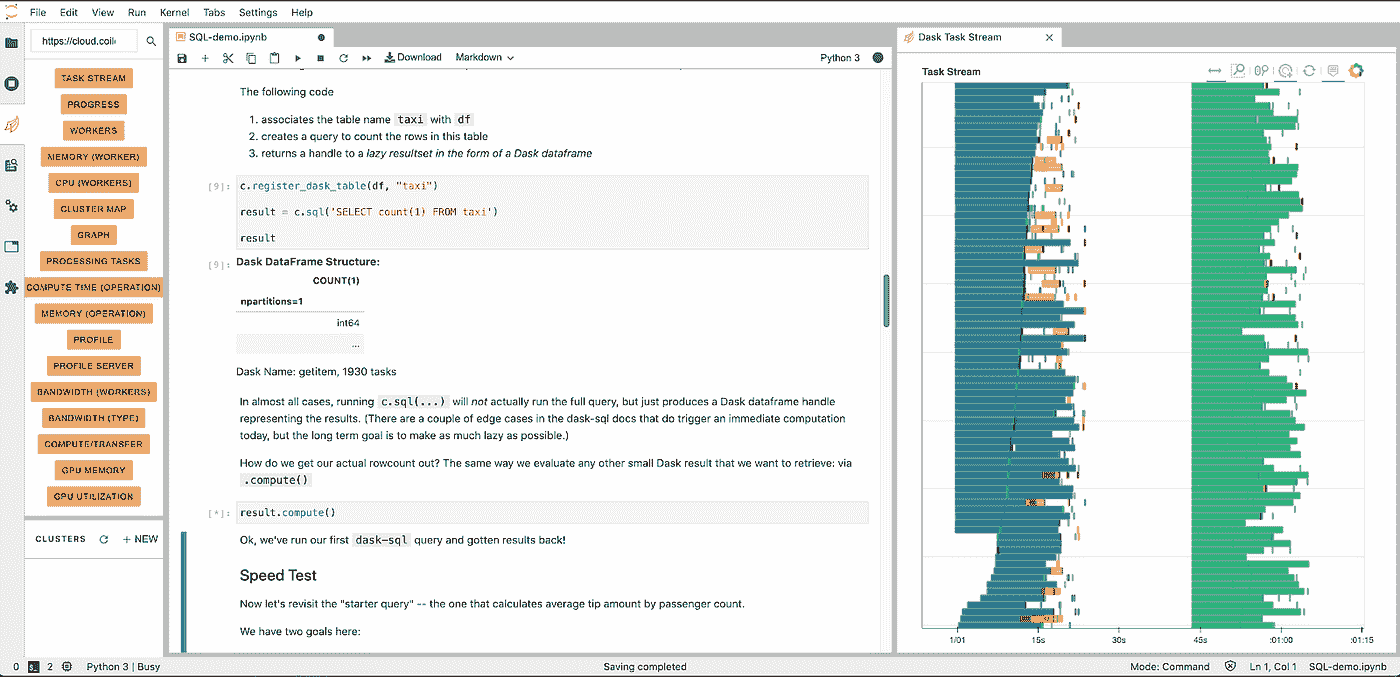 File Edit View Run Kernel Tabs Settings Help
https://cloud.coil
TASK STREAM
PROGRESS
WORKERS
MEMORY (WORKER)
CPU (WORKERS)
CLUSTER MAP
GRAPH
PROCESSING TASKS
COMPUTE TIME (OPERATION)
MEMORY (OPERATION)
PROFILE
PROFILE SERVER
BANDWIDTH (WORKERS)
BANDWIDTH (TYPE)
COMPUTE/TRANSFER
GPU MEMORY
GPU UTILIZATION
CLUSTERS + NEW
SQL-demo.ipynb
Download Markdown Python 3
The following code
1. associates the table name taxi with df
2. creates a query to count the rows in this table
3. returns a handle to a lazy resultset in the form of a Dask dataframe
[9]: c.register_dask_table(df, "taxi")
result = c.sql('SELECT count(1) FROM taxi')
result
[9]: Dask DataFrame Structure:
COUNT(1)
npartitions=1
int64
...
Dask Name: getitem, 1930 tasks
In almost all cases, running c.sql(...) will not actually run the full query, but just produces a Dask dataframe handle
representing the results. (There are a couple of edge cases in the dask-sql docs that do trigger an immediate computation
today, but the long term goal is to make as much lazy as possible.)
How do we get our actual rowcount out? The same way we evaluate any other small Dask result that we want to retrieve: via
.compute()
[*]: result.compute()
Ok, we've run our first dask-sql query and gotten results back!
Speed Test
Now let's revisit the "starter query" -- the one that calculates average tip amount by passenger count.
We have two goals here:
Dask Task Stream
Task Stream
1/01 15s 30s 45s :01:00 :01:15
0 2 Python 3 | Busy Saving completed Mode: Command Ln 1, Col 1 SQL-demo.ipynb